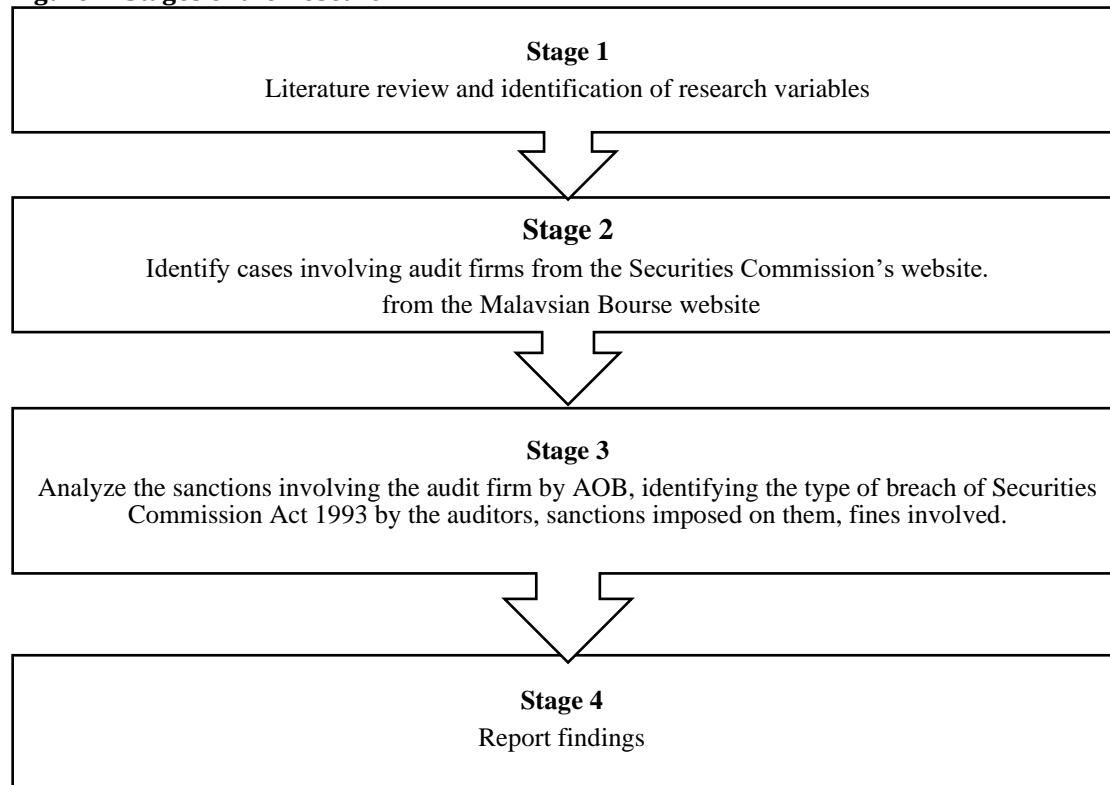 Stage 1
Literature review and identification of research variables
Stage 2
Identify cases involving audit firms from the Securities Commission’s website.
from the Malaysian Bourse website
Stage 3
Analyze the sanctions involving the audit firm by AOB, identifying the type of breach of Securities
Commission Act 1993 by the auditors, sanctions imposed on them, fines involved.
Stage 4
Report findings